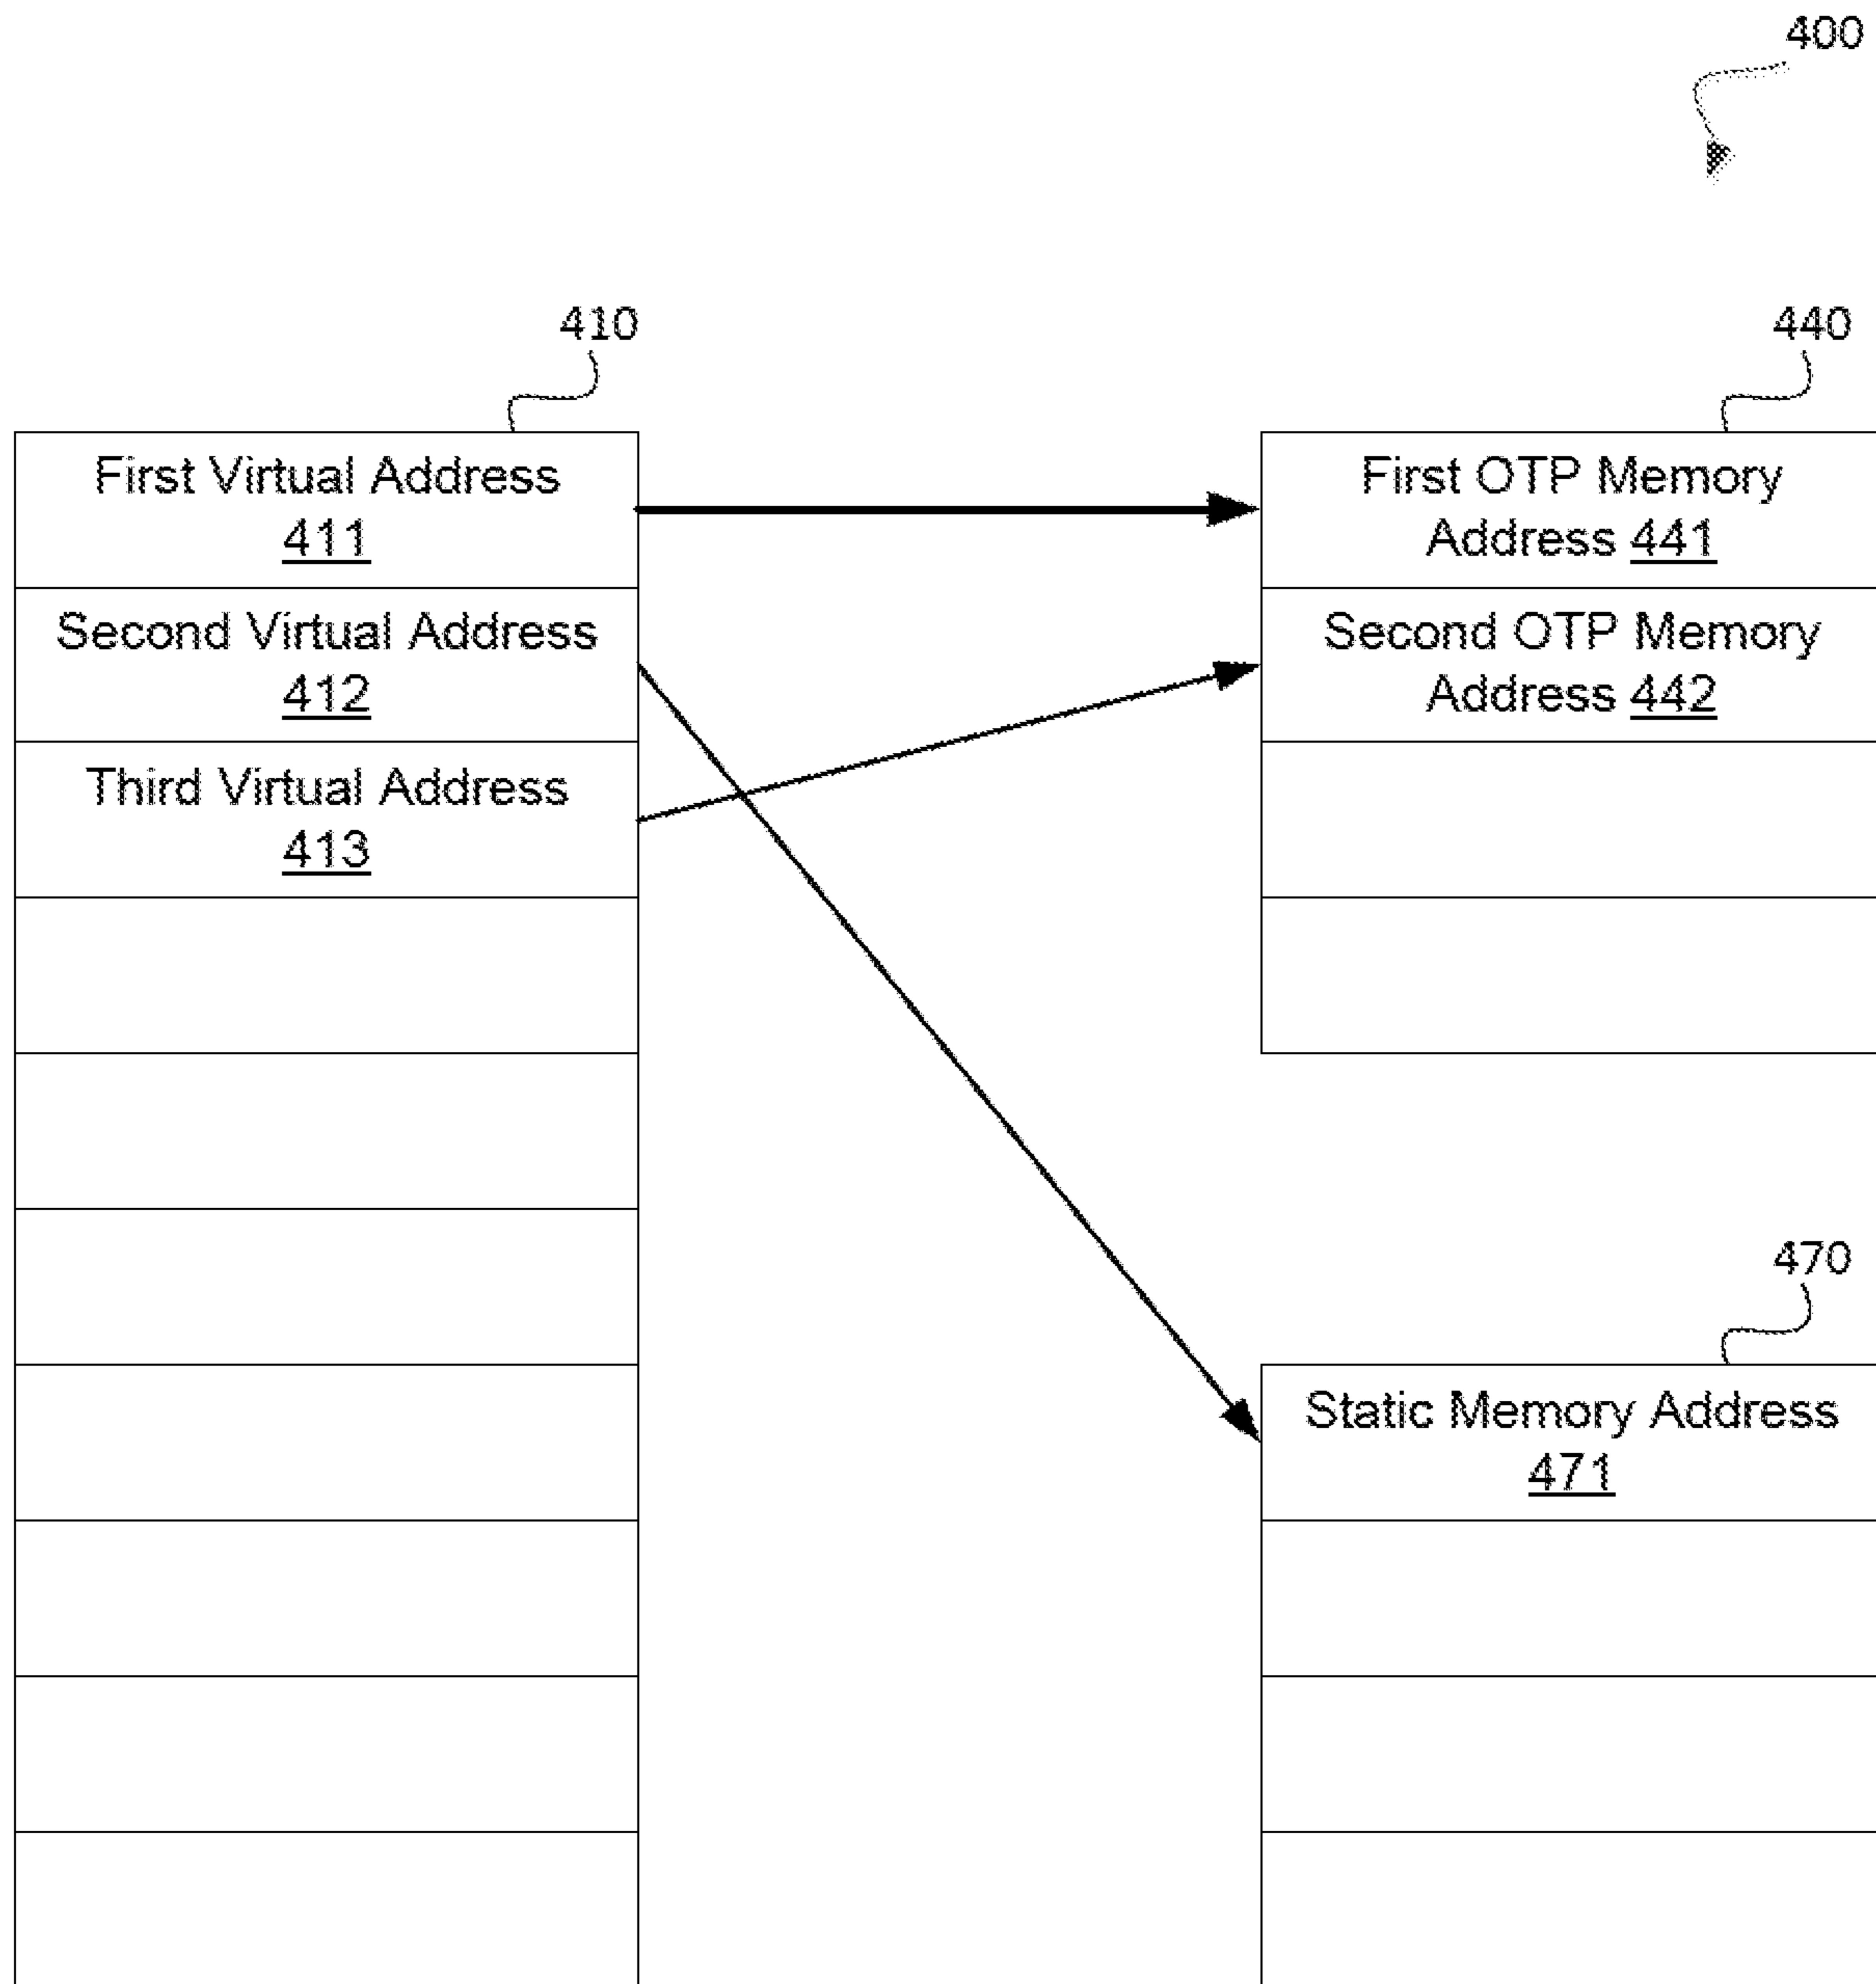 400
410
440
First Virtual Address
411
First OTP Memory
Address 441
Second Virtual Address
412
Second OTP Memory
Address 442
Third Virtual Address
413
470
Static Memory Address
471